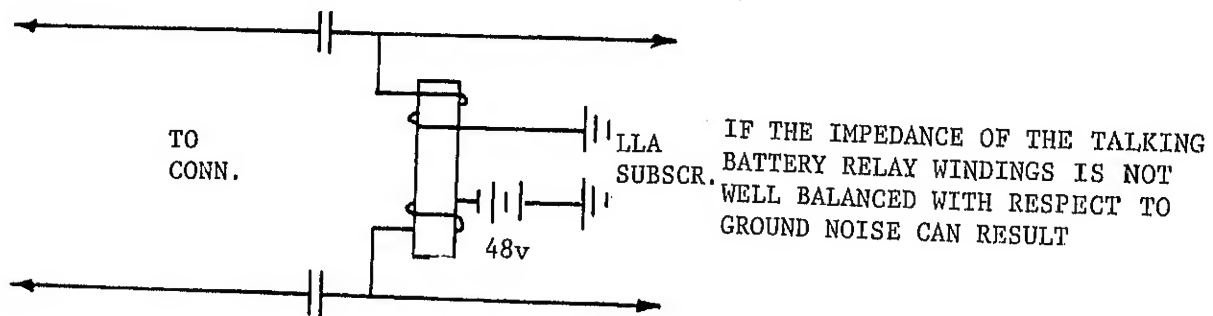 TO
CONN.
LLA
SUBSCR.
48v
IF THE IMPEDANCE OF THE TALKING
BATTERY RELAY WINDINGS IS NOT
WELL BALANCED WITH RESPECT TO
GROUND NOISE CAN RESULT